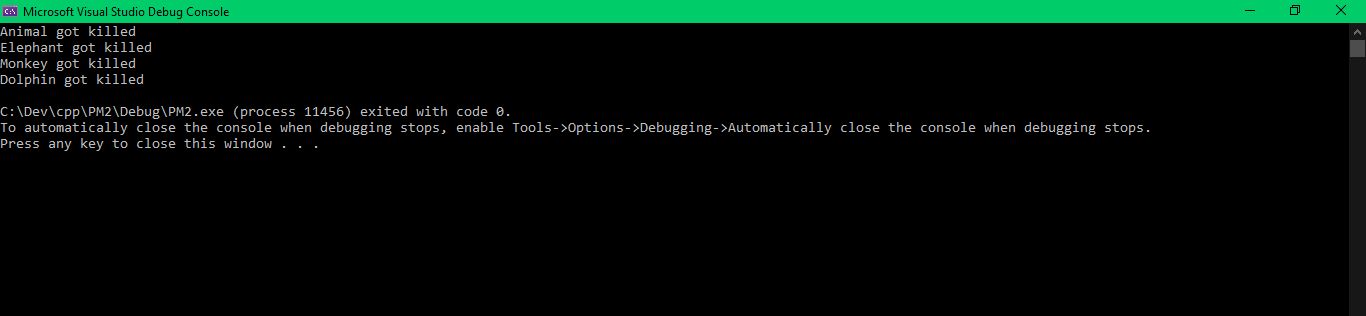 Microsoft Visual Studio Debug Console
Animal got killed
Elephant got killed
Monkey got killed
Dolphin got killed
C:\Dev\cpp\PM2\Debug\PM2.exe (process 11456) exited with code 0.
To automatically close the console when debugging stops, enable Tools->Options->Debugging->Automatically close the console when debugging stops.
Press any key to close this window . . .